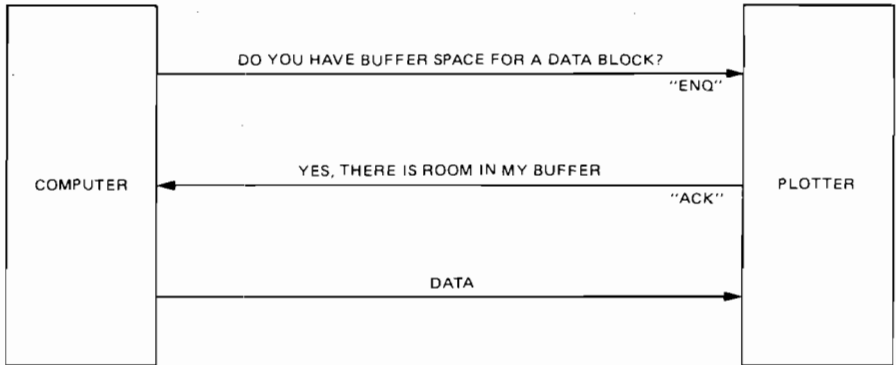 DO YOU HAVE BUFFER SPACE FOR A DATA BLOCK?
"ENQ"
YES, THERE IS ROOM IN MY BUFFER
COMPUTER
PLOTTER
"ACK"
DATA